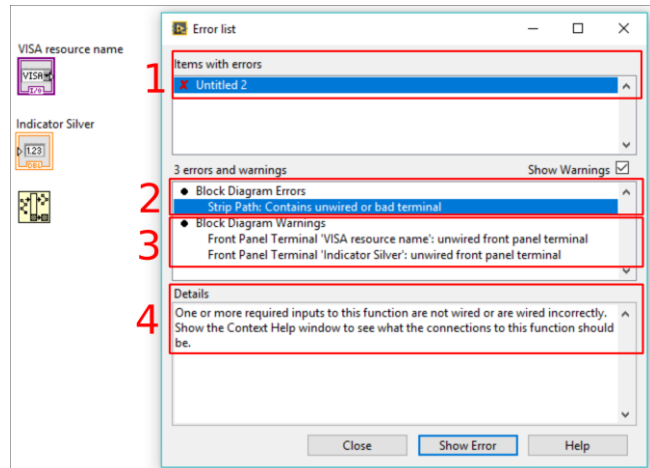 VISA resource name
VISA
I/O
Indicator Silver
1.23
DBL
Error list
1
Items with errors
Untitled 2
3 errors and warnings
Show Warnings
2
Block Diagram Errors
Strip Path: Contains unwired or bad terminal
3
Block Diagram Warnings
Front Panel Terminal 'VISA resource name': unwired front panel terminal
Front Panel Terminal 'Indicator Silver': unwired front panel terminal
Details
4
One or more required inputs to this function are not wired or are wired incorrectly.
Show the Context Help window to see what the connections to this function should
be.
Close
Show Error
Help